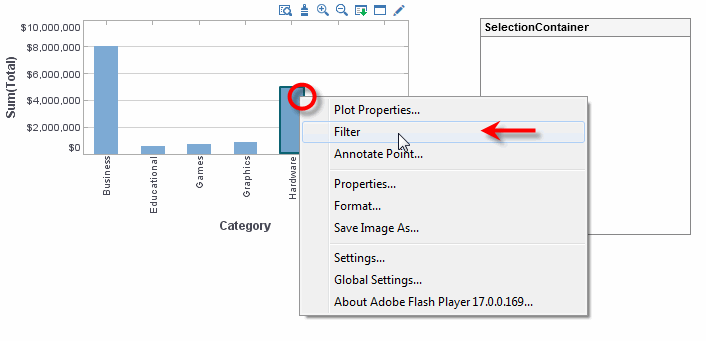 $10,000,000
$8,000,000
$6,000,000
$4,000,000
$2,000,000
$0
Sum(Total)
Business
Educational
Games
Graphics
Hardware
Category
SelectionContainer
Plot Properties...
Filter
Annotate Point...
Properties...
Format...
Save Image As...
Settings...
Global Settings...
About Adobe Flash Player 17.0.0.169...